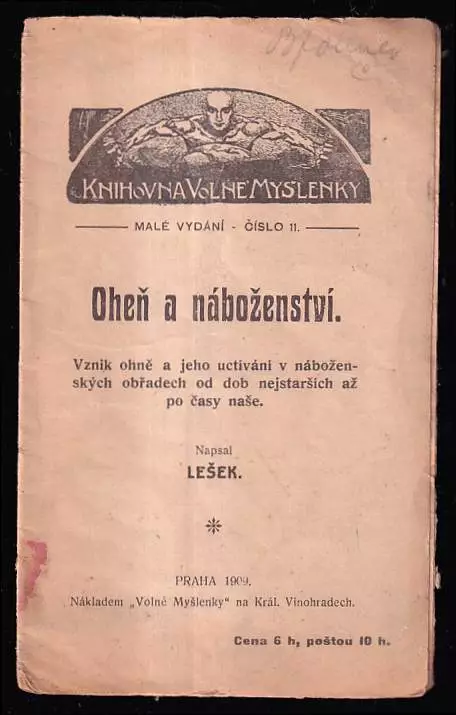 KNIHOVNA VOLNÉ MYŠLENKY
MALÉ VYDÁNÍ - ČÍSLO 11.
Oheň a náboženství.
Vznik ohně a jeho uctívání v nábožen-
ských obřadech od dob nejstarších až
po časy naše.
Napsal
LEŠEK.
PRAHA 1909.
Nákladem „Volné Myšlenky“ na Král. Vinohradech.
Cena 6 h, poštou 10 h.